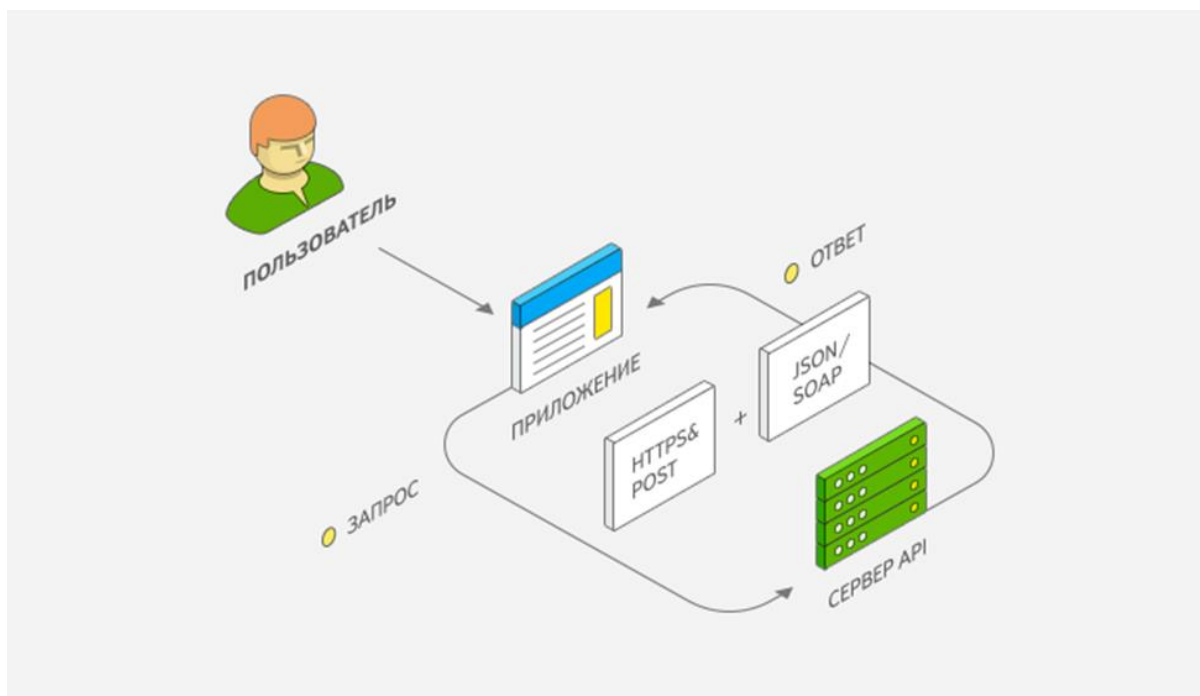 ПОЛЬЗОВАТЕЛЬ
ОТВЕТ
ПРИЛОЖЕНИЕ
JSON/
SOAP
+
HTTPS&
POST
ЗАПРОС
СЕРВЕР API